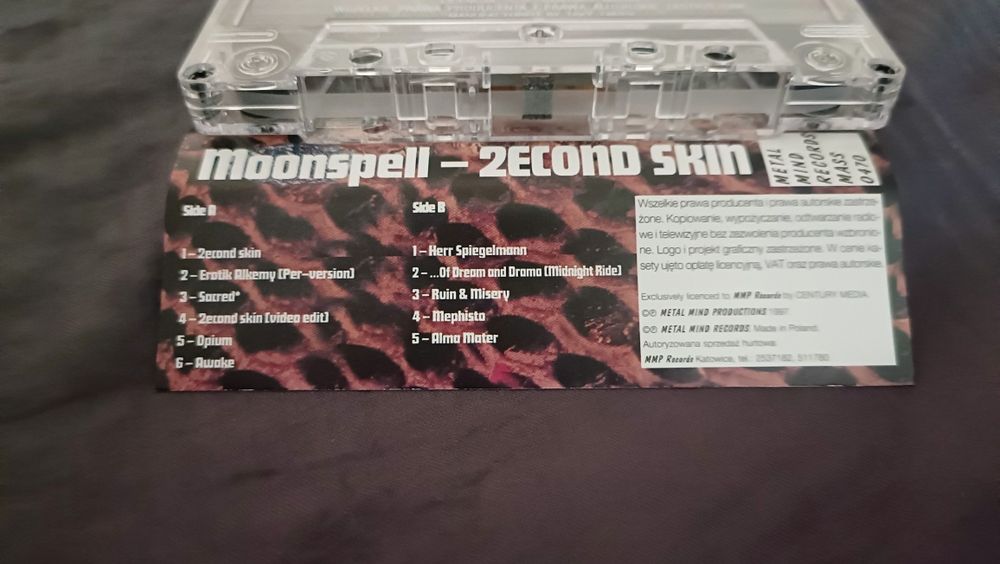 Moonspell – 2ECOND SKIN
METAL
MIND
RECORDS
MASS
0470
Side A
1 – 2econd skin
2 – Erotik Alkemy (Per-version)
3 – Sacred*
4 – 2econd skin (video edit)
5 – Opium
6 – Awake
Side B
1 – Herr Spiegelmann
2 – ...Of Dream and Drama (Midnight Ride)
3 – Ruin & Misery
4 – Mephisto
5 – Alma Mater
Wszelkie prawa producenta i prawa autorskie zastrze-
żone. Kopiowanie, wypożyczanie, odtwarzanie radio-
we i telewizyjne bez zezwolenia producenta wzbronio-
ne. Logo i projekt graficzny zastrzeżone. W cenie ka-
sety ujęto opłatę licencyjną, VAT oraz prawa autorskie.
Exclusively licenced to MMP Records by CENTURY MEDIA
©℗ METAL MIND PRODUCTIONS 1997.
©℗ METAL MIND RECORDS, Made in Poland.
Autoryzowana sprzedaż hurtowa:
MMP Records Katowice, tel. 2537182, 511780